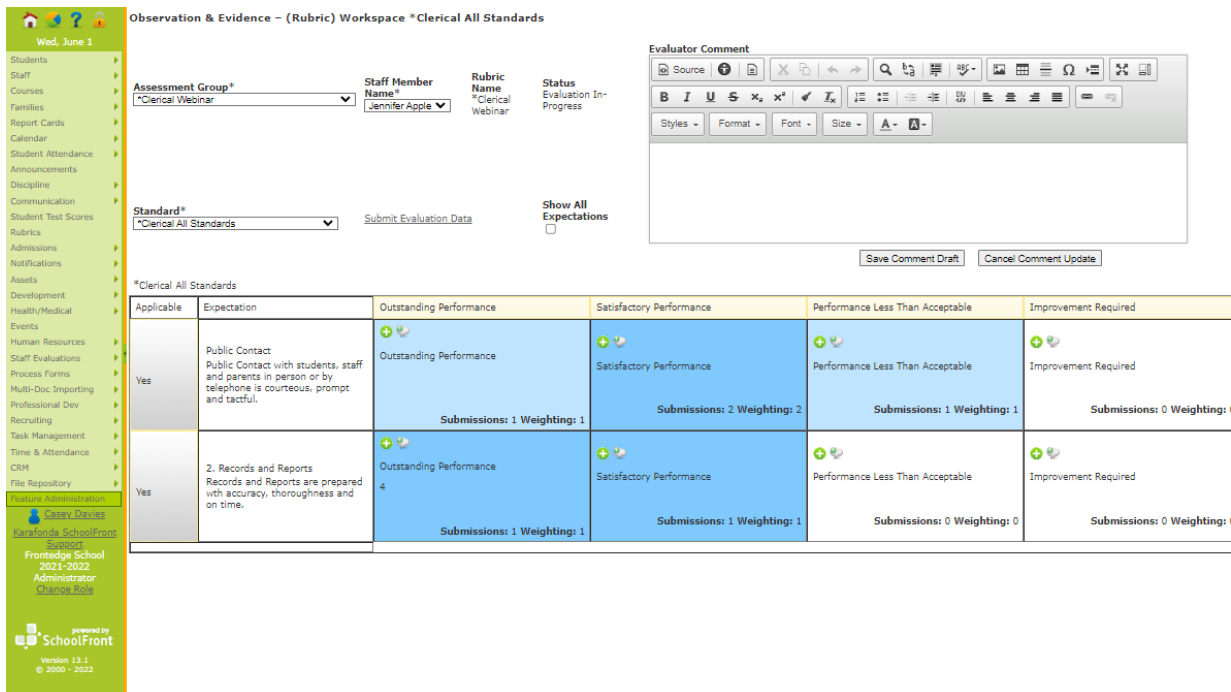 Wed, June 1
Students
Staff
Courses
Families
Report Cards
Calendar
Student Attendance
Announcements
Discipline
Communication
Student Test Scores
Rubrics
Admissions
Notifications
Assets
Development
Health/Medical
Events
Human Resources
Staff Evaluations
Process Forms
Multi-Doc Importing
Professional Dev
Recruiting
Task Management
Time & Attendance
CRM
File Repository
Feature Administration
Casey Davies
Karafonda SchoolFront
Support
Frontedge School
2021-2022
Administrator
Change Role
powered by
SchoolFront
Version 13.1
© 2000 - 2022
Observation & Evidence – (Rubric) Workspace *Clerical All Standards
Assessment Group*
*Clerical Webinar
Staff Member
Name*
Jennifer Apple
Rubric
Name
*Clerical
Webinar
Status
Evaluation In-
Progress
Evaluator Comment
Source
B I U S x₂ x² Tx
Styles Format Font Size A A
Standard*
*Clerical All Standards
Submit Evaluation Data
Show All
Expectations
Save Comment Draft Cancel Comment Update
*Clerical All Standards
Applicable Expectation Outstanding Performance Satisfactory Performance Performance Less Than Acceptable Improvement Required
Yes
Public Contact
Public Contact with students, staff
and parents in person or by
telephone is courteous, prompt
and tactful.
Outstanding Performance
Submissions: 1 Weighting: 1
Satisfactory Performance
Submissions: 2 Weighting: 2
Performance Less Than Acceptable
Submissions: 1 Weighting: 1
Improvement Required
Submissions: 0 Weighting:
Yes
2. Records and Reports
Records and Reports are prepared
wth accuracy, thoroughness and
on time.
Outstanding Performance
4
Submissions: 1 Weighting: 1
Satisfactory Performance
Submissions: 1 Weighting: 1
Performance Less Than Acceptable
Submissions: 0 Weighting: 0
Improvement Required
Submissions: 0 Weighting: